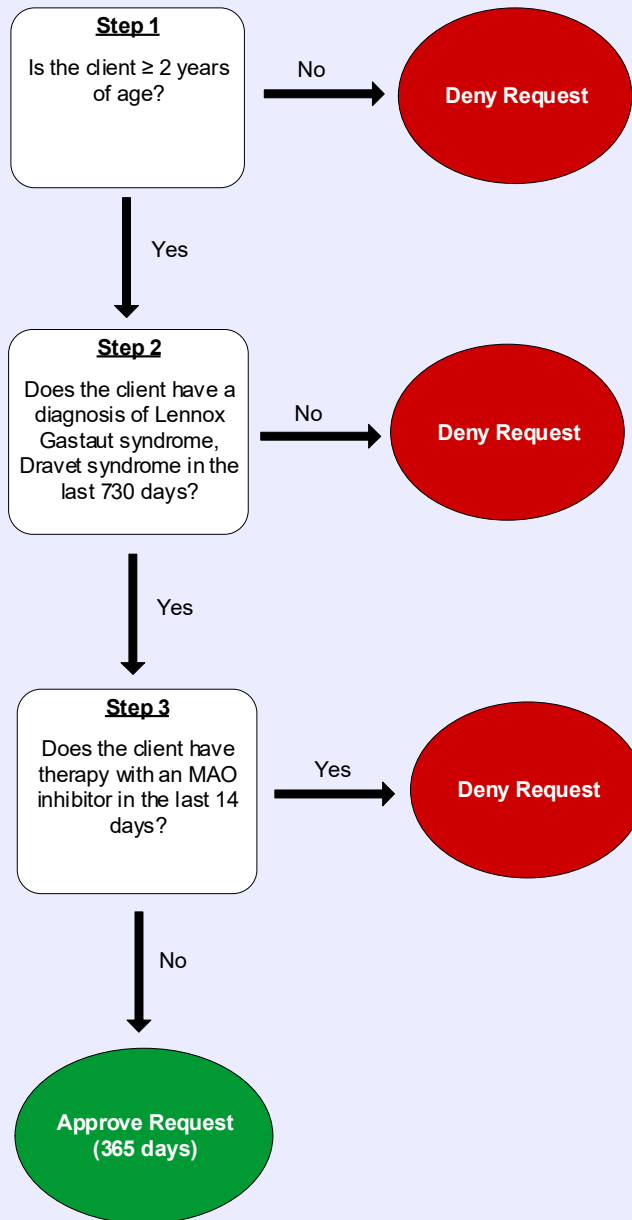 Step 1
Is the client ≥ 2 years
of age?
No
Deny Request
Yes
Step 2
Does the client have a
diagnosis of Lennox
Gastaut syndrome,
Dravet syndrome in the
last 730 days?
No
Deny Request
Yes
Step 3
Does the client have
therapy with an MAO
inhibitor in the last 14
days?
Yes
Deny Request
No
Approve Request
(365 days)